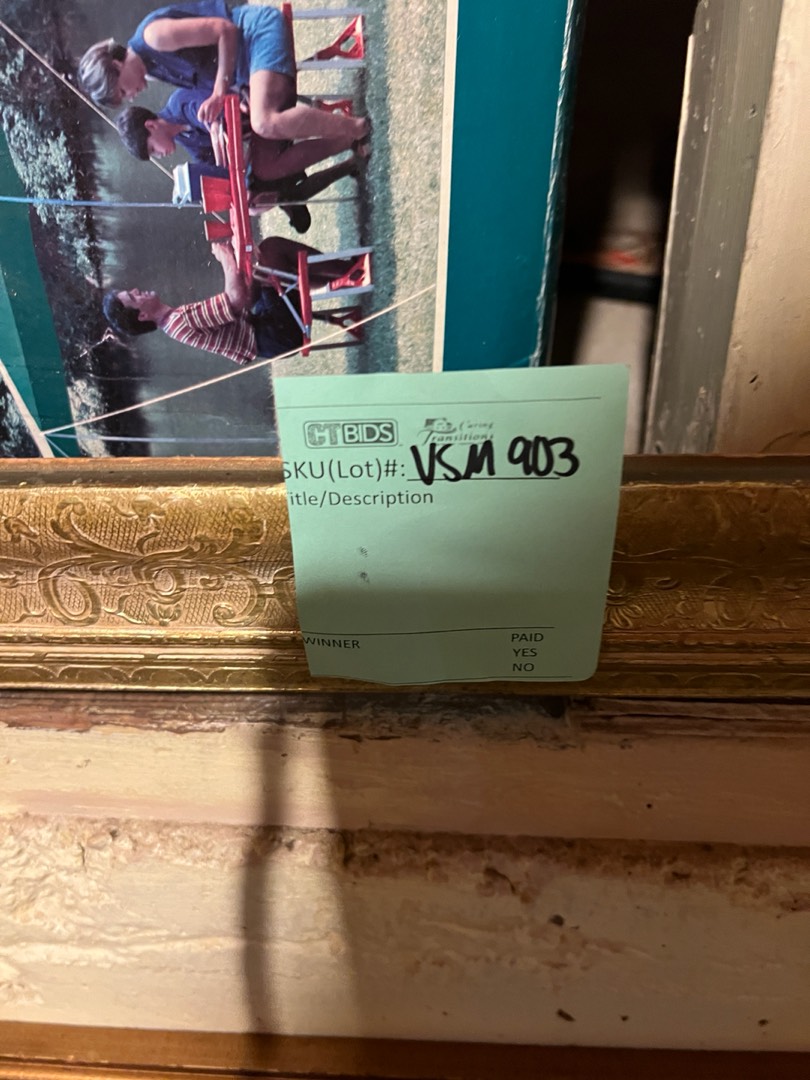 CTBIDS Caring Transitions
SKU(Lot)#: VSM 903
itle/Description
WINNER PAID
YES
NO